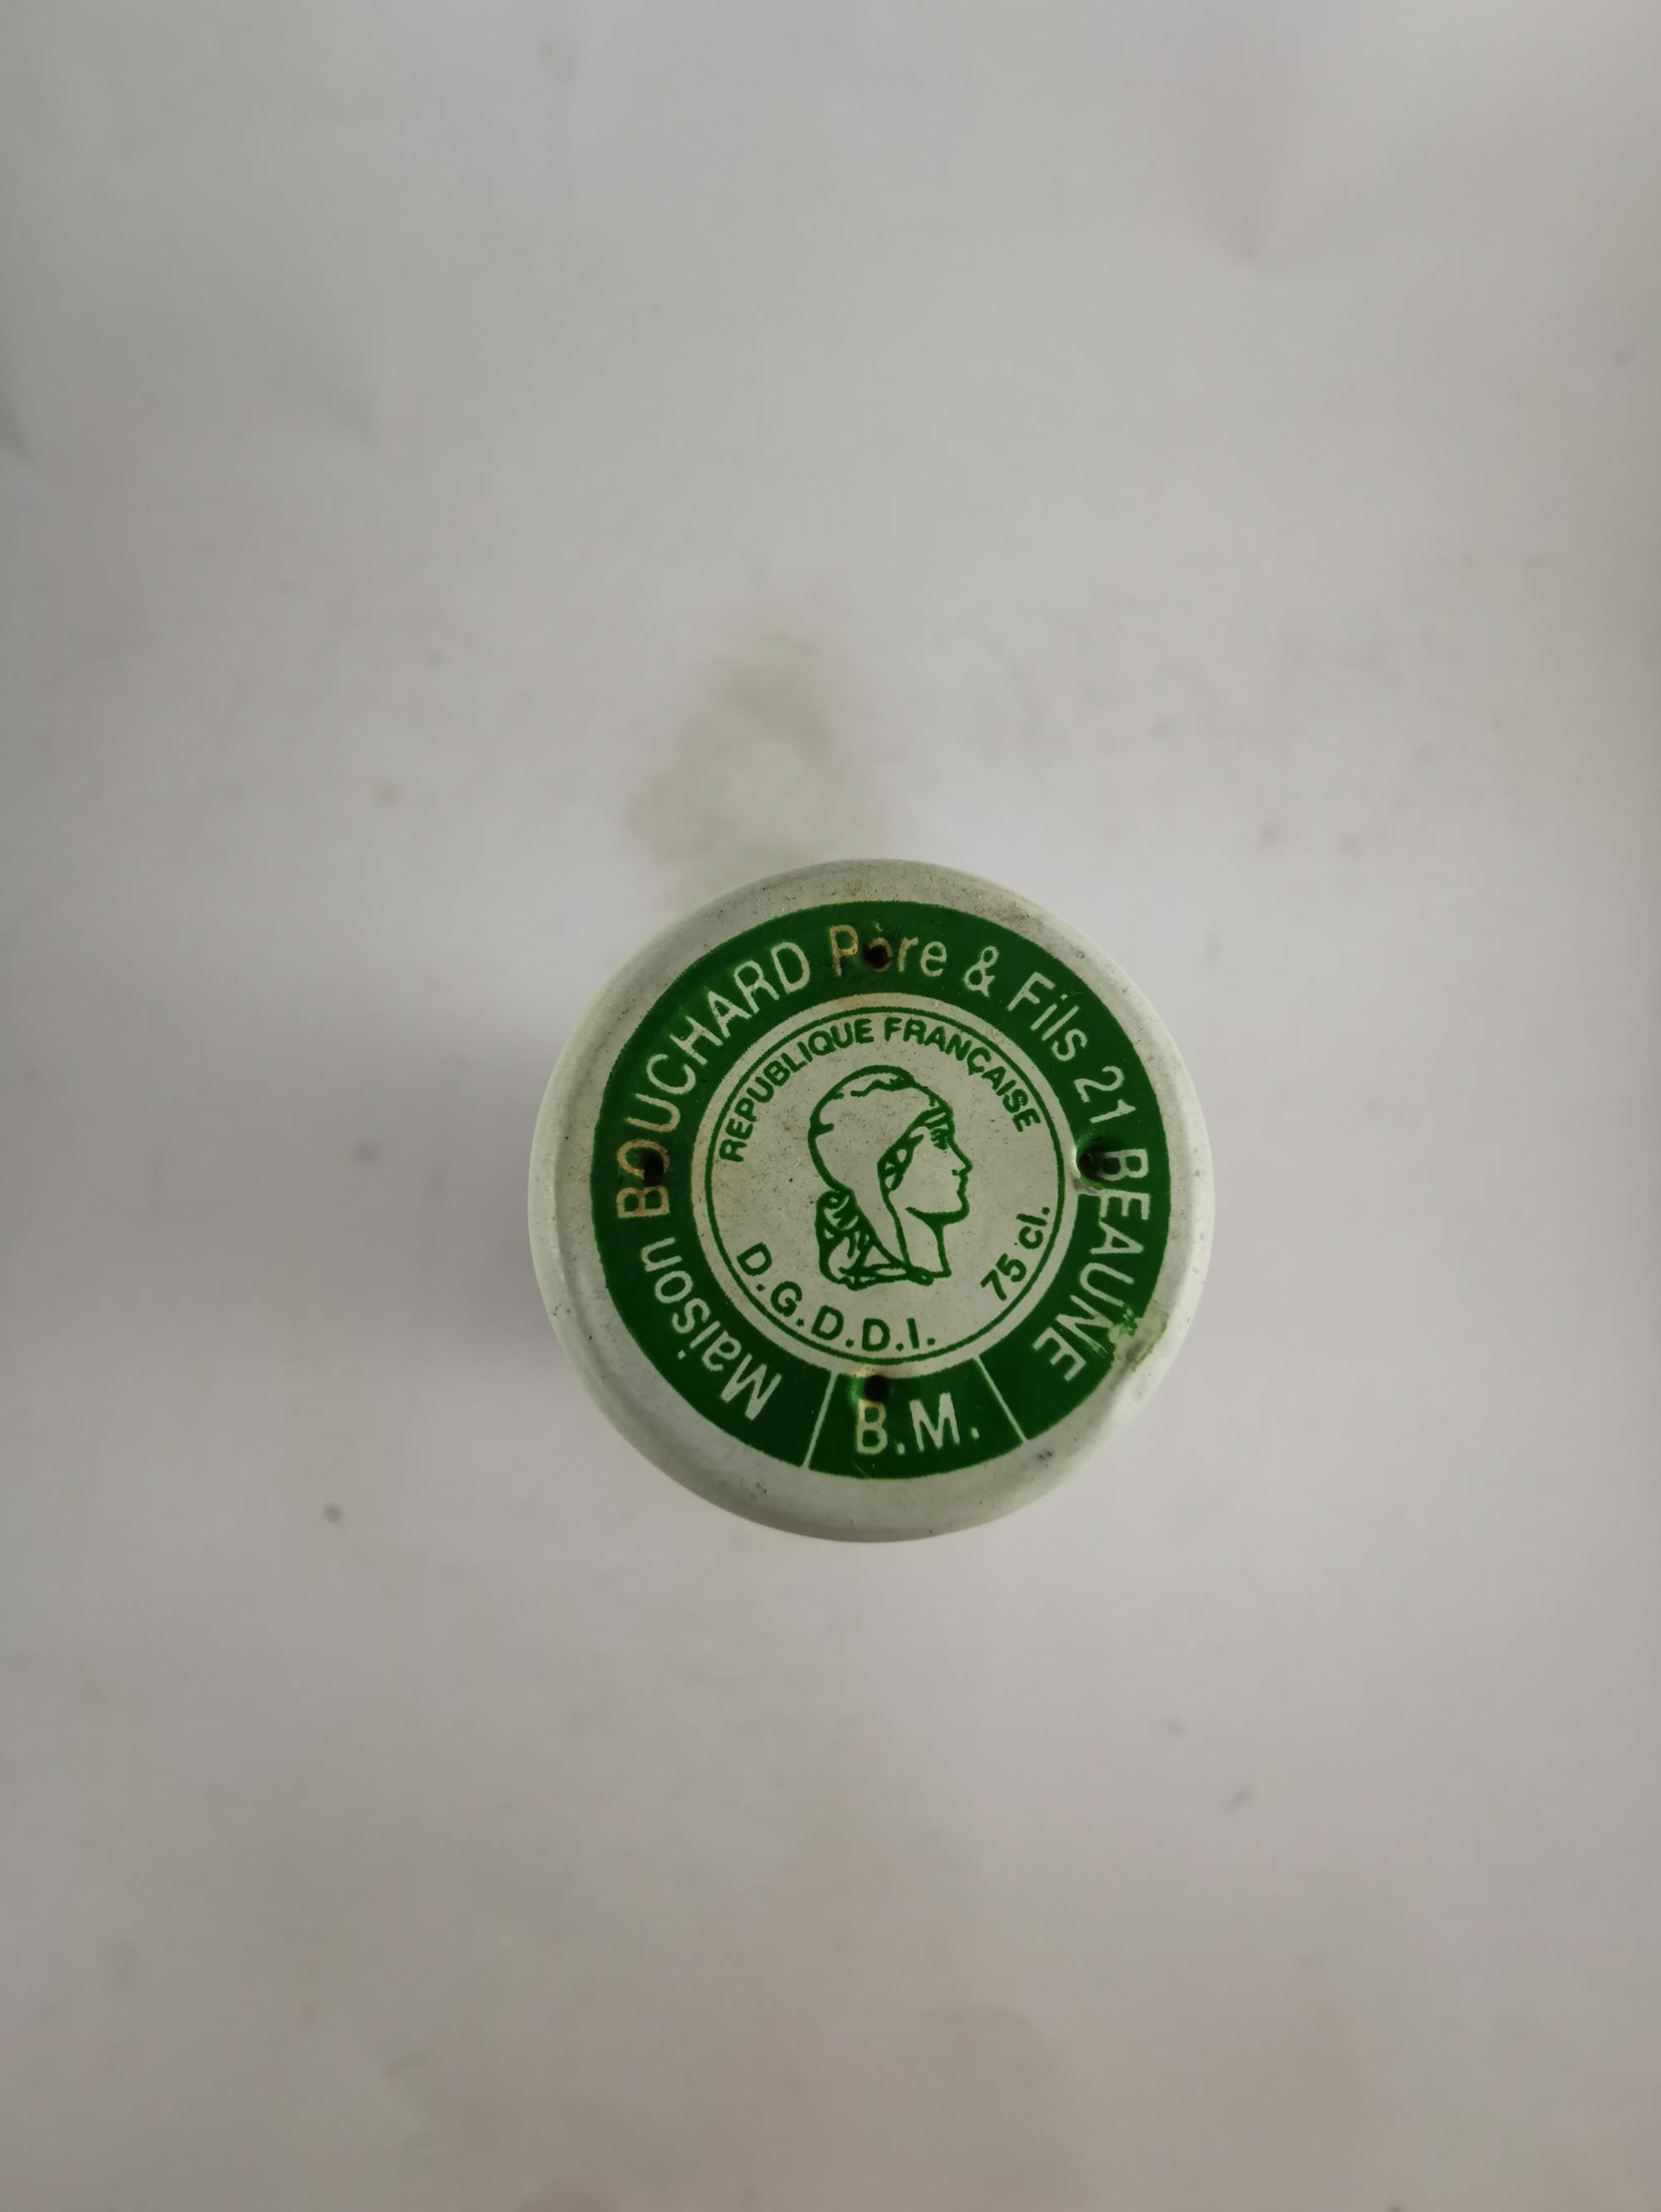 Maison BOUCHARD Père & Fils 21 BEAUNE
B.M.
REPUBLIQUE FRANÇAISE
D.G.D.D.I.
75 cl.